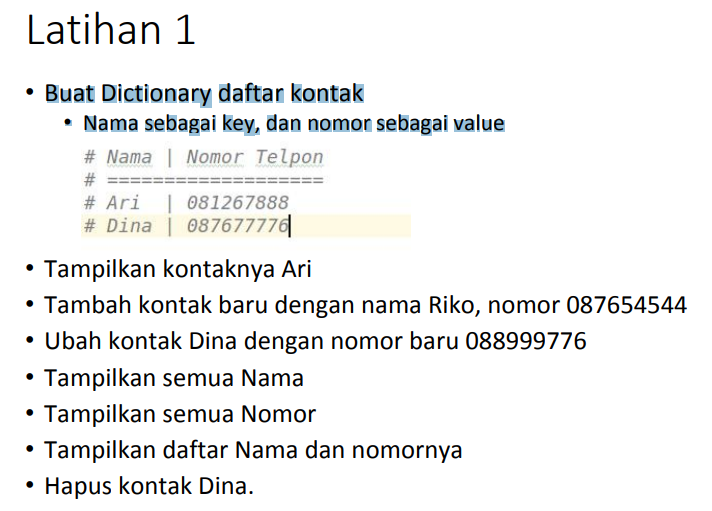 Latihan 1
• Buat Dictionary daftar kontak
• Nama sebagai key, dan nomor sebagai value
# Nama | Nomor Telpon
# ===================
# Ari  | 081267888
# Dina | 087677776
• Tampilkan kontaknya Ari
• Tambah kontak baru dengan nama Riko, nomor 087654544
• Ubah kontak Dina dengan nomor baru 088999776
• Tampilkan semua Nama
• Tampilkan semua Nomor
• Tampilkan daftar Nama dan nomornya
• Hapus kontak Dina.